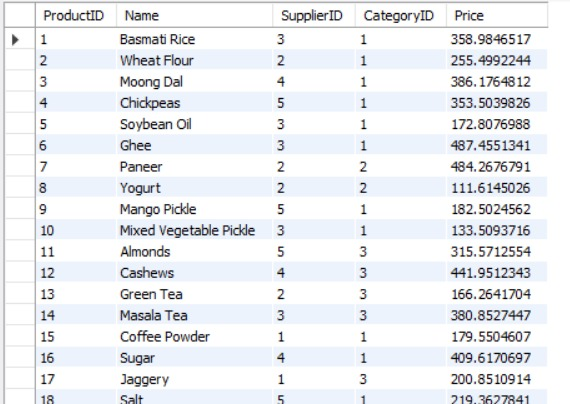 ProductID Name SupplierID CategoryID Price
1 Basmati Rice 3 1 358.9846517
2 Wheat Flour 2 1 255.4992244
3 Moong Dal 4 1 386.1764812
4 Chickpeas 5 1 353.5039826
5 Soybean Oil 3 1 172.8076988
6 Ghee 3 1 487.4551341
7 Paneer 2 2 484.2676791
8 Yogurt 2 2 111.6145026
9 Mango Pickle 5 1 182.5024562
10 Mixed Vegetable Pickle 3 1 133.5093716
11 Almonds 5 3 315.5712554
12 Cashews 4 3 441.9512343
13 Green Tea 2 3 166.2641704
14 Masala Tea 3 3 380.8527447
15 Coffee Powder 1 1 179.5504607
16 Sugar 4 1 409.6170697
17 Jaggery 1 3 200.8510914
18 Salt 5 1 219.3627841